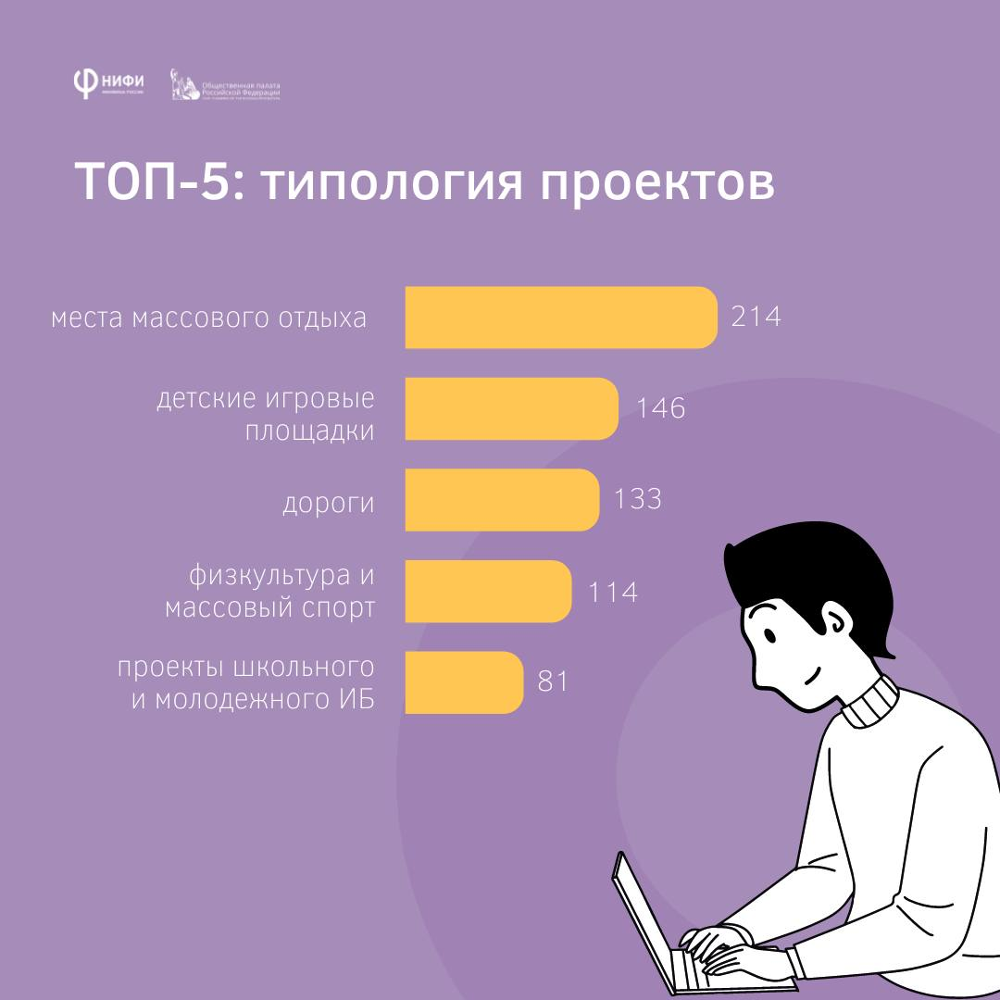 НИФИ
Общественная палата
Российской Федерации
ТОП-5: типология проектов
места массового отдыха
214
детские игровые
площадки
146
дороги
133
физкультура и
массовый спорт
114
проекты школьного
и молодежного ИБ
81